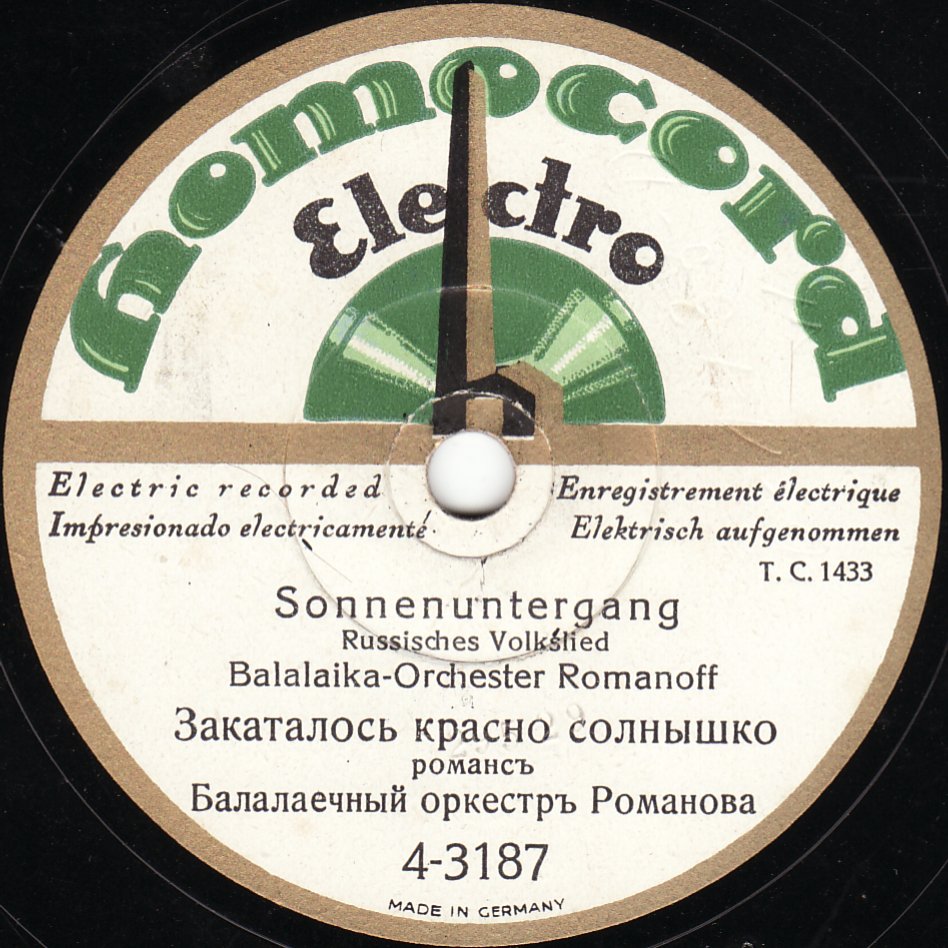 homocord
Electro
Electric recorded
Enregistrement électrique
Impresionado electricamenté
Elektrisch aufgenommen
T. C. 1433
Sonnenuntergang
Russisches Volkslied
Balalaika-Orchester Romanoff
Закаталось красно солнышко
романсъ
Балалаечный оркестръ Романова
4-3187
MADE IN GERMANY